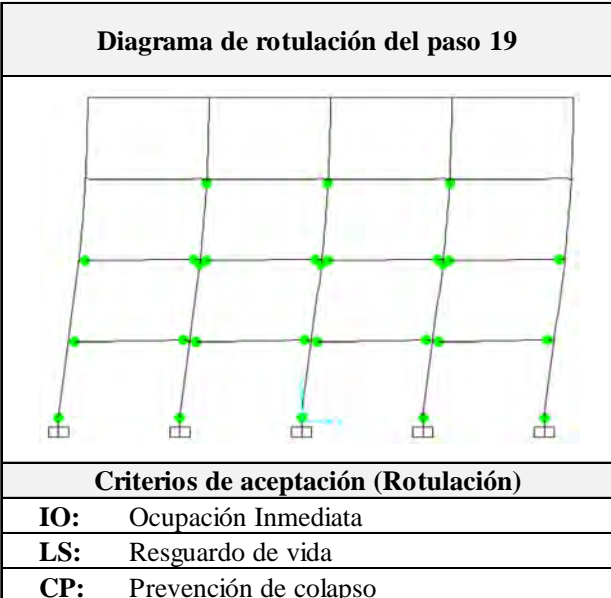 Diagrama de rotulación del paso 19
Criterios de aceptación (Rotulación)
IO: Ocupación Inmediata
LS: Resguardo de vida
CP: Prevención de colapso